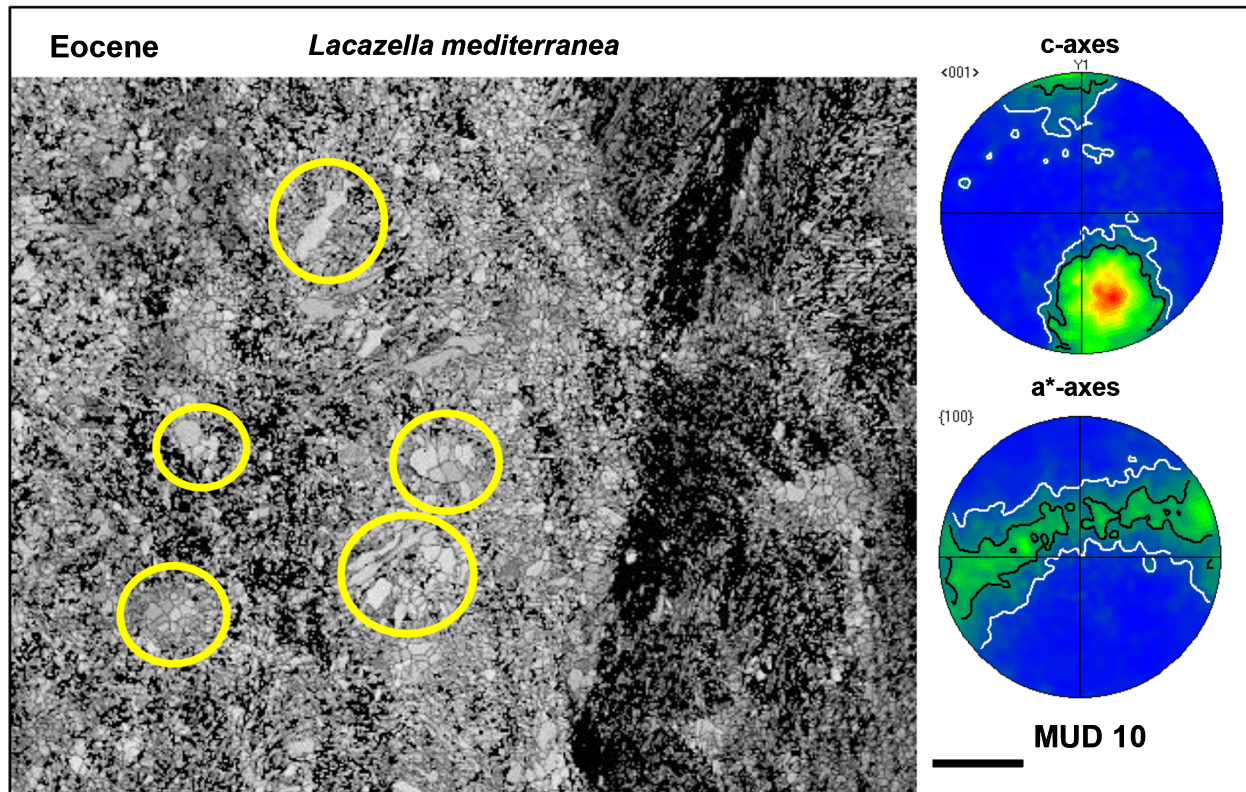 Eocene
Lacazella mediterranea
c-axes
<001>
Y1
a*-axes
{100}
MUD 10